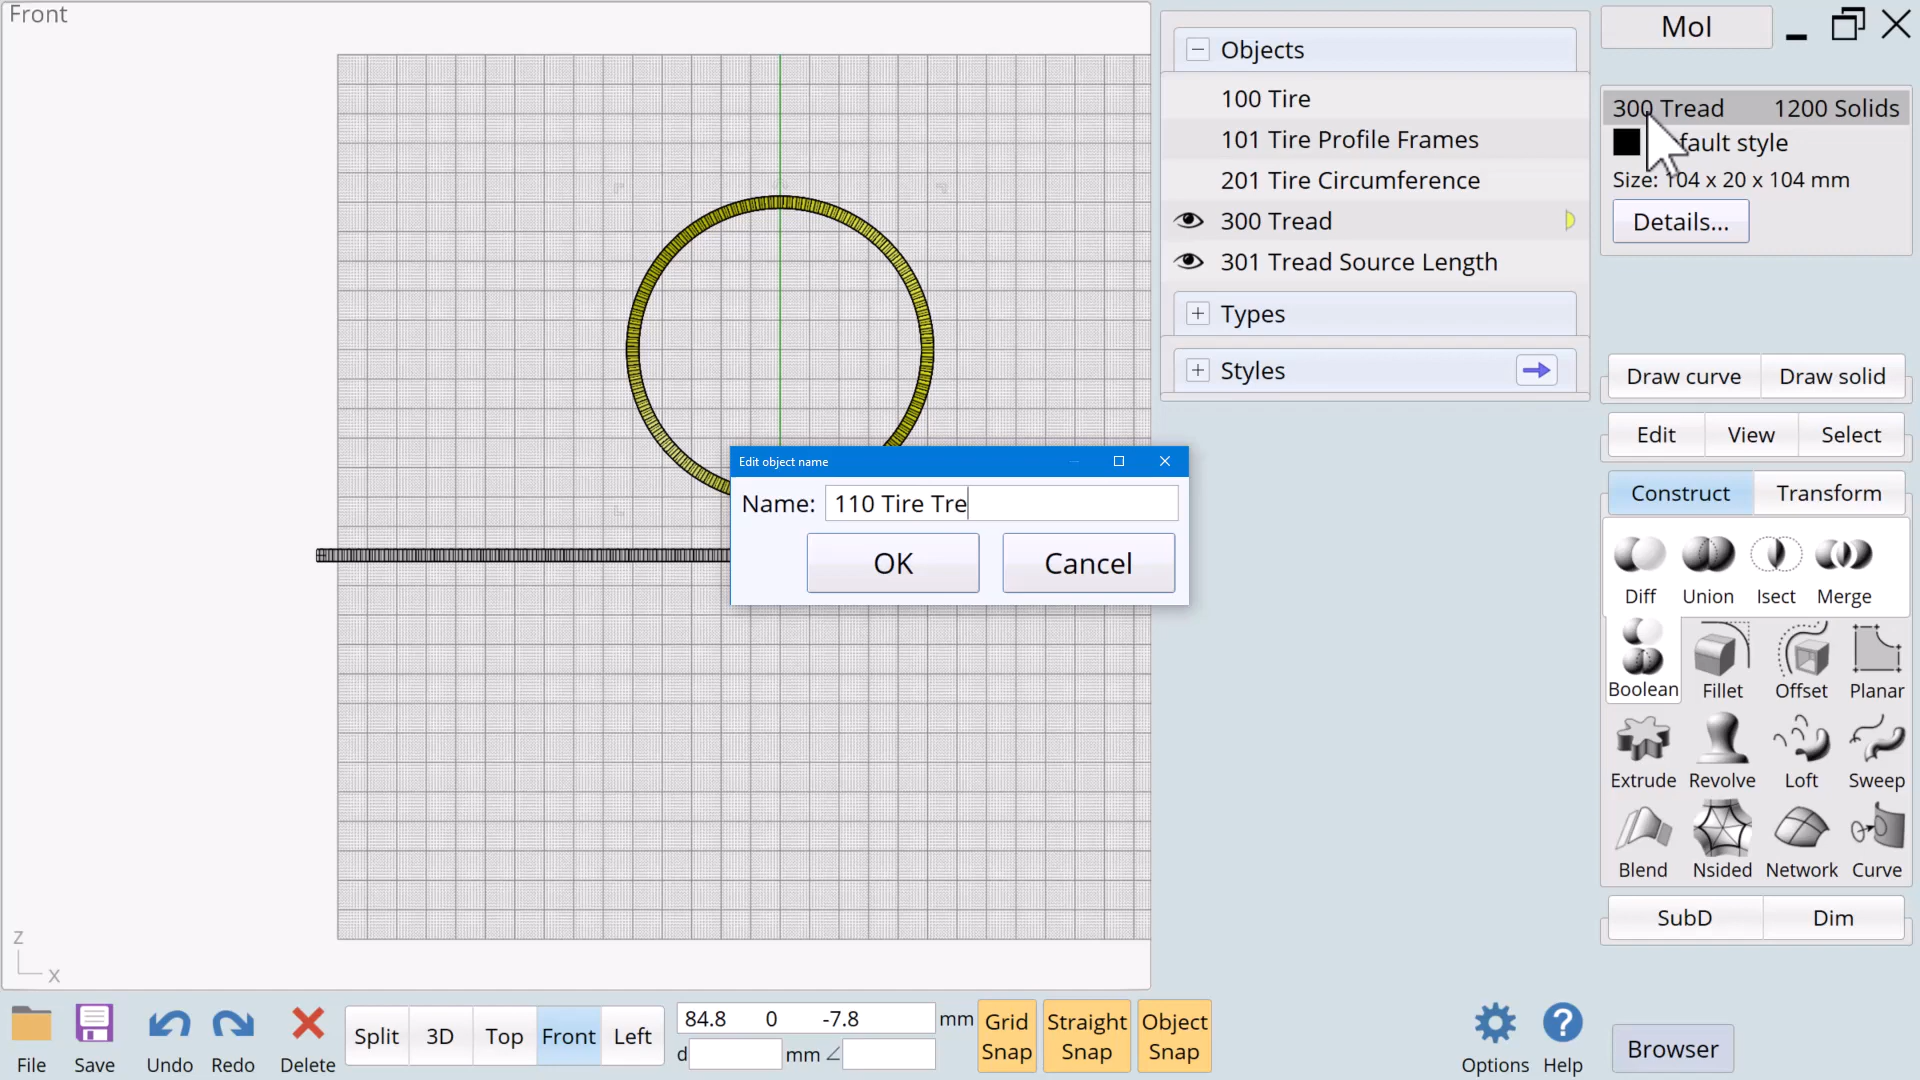 Front
z
x
Objects
100 Tire
101 Tire Profile Frames
201 Tire Circumference
300 Tread
301 Tread Source Length
Types
Styles
MoI
300 Tread 1200 Solids
fault style
Size: 104 x 20 x 104 mm
Details...
Draw curve Draw solid
Edit View Select
Construct Transform
Diff Union Isect Merge
Boolean Fillet Offset Planar
Extrude Revolve Loft Sweep
Blend Nsided Network Curve
SubD Dim
Edit object name
Name: 110 Tire Tre
OK Cancel
File Save Undo Redo Delete
Split 3D Top Front Left
84.8 0 -7.8 mm
d mm
Grid Snap
Straight Snap
Object Snap
Options Help
Browser